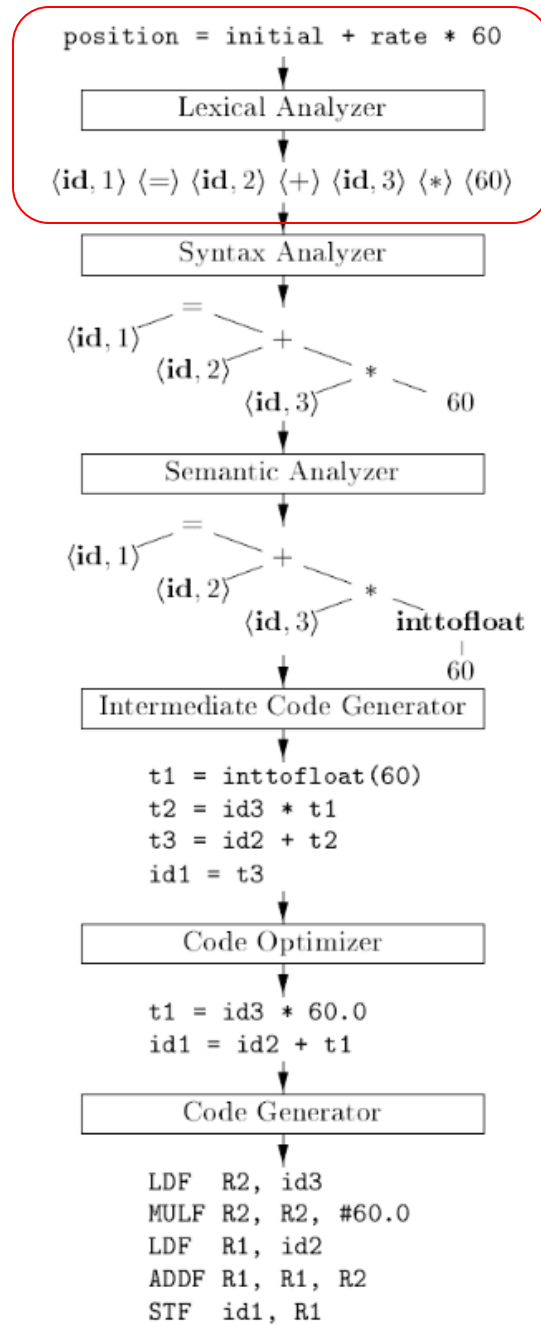 position = initial + rate * 60
Lexical Analyzer
⟨id, 1⟩ ⟨=⟩ ⟨id, 2⟩ ⟨+⟩ ⟨id, 3⟩ ⟨*⟩ ⟨60⟩
Syntax Analyzer
=
⟨id, 1⟩
+
⟨id, 2⟩
*
⟨id, 3⟩
60
Semantic Analyzer
=
⟨id, 1⟩
+
⟨id, 2⟩
*
⟨id, 3⟩
inttofloat
60
Intermediate Code Generator
t1 = inttofloat(60)
t2 = id3 * t1
t3 = id2 + t2
id1 = t3
Code Optimizer
t1 = id3 * 60.0
id1 = id2 + t1
Code Generator
LDF R2, id3
MULF R2, R2, #60.0
LDF R1, id2
ADDF R1, R1, R2
STF id1, R1